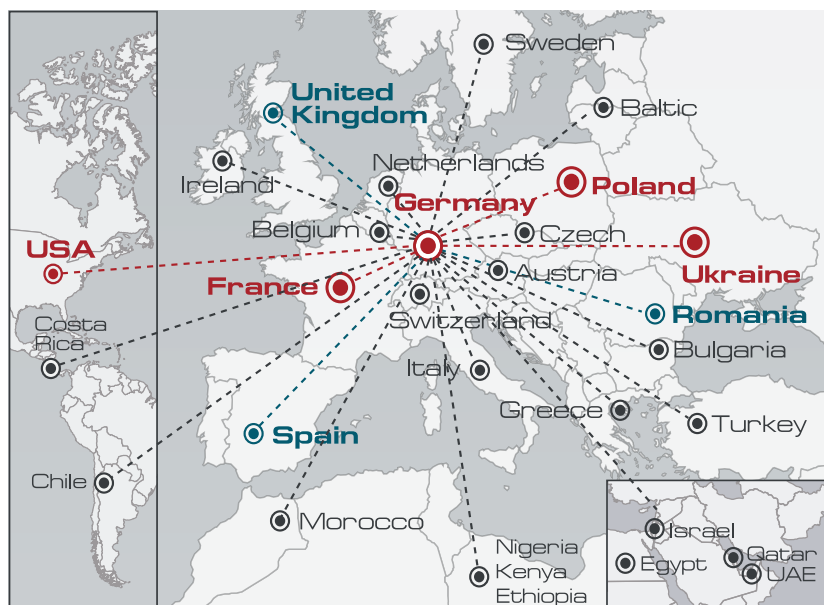 Sweden
United
Kingdom
Baltic
Netherlands
Ireland
Poland
Germany
Belgium
Czech
USA
Austria
Ukraine
France
Switzerland
Romania
Costa
Rica
Bulgaria
Italy
Greece
Turkey
Spain
Chile
Morocco
Israel
Nigeria
Kenya
Ethiopia
Egypt
Qatar
UAE